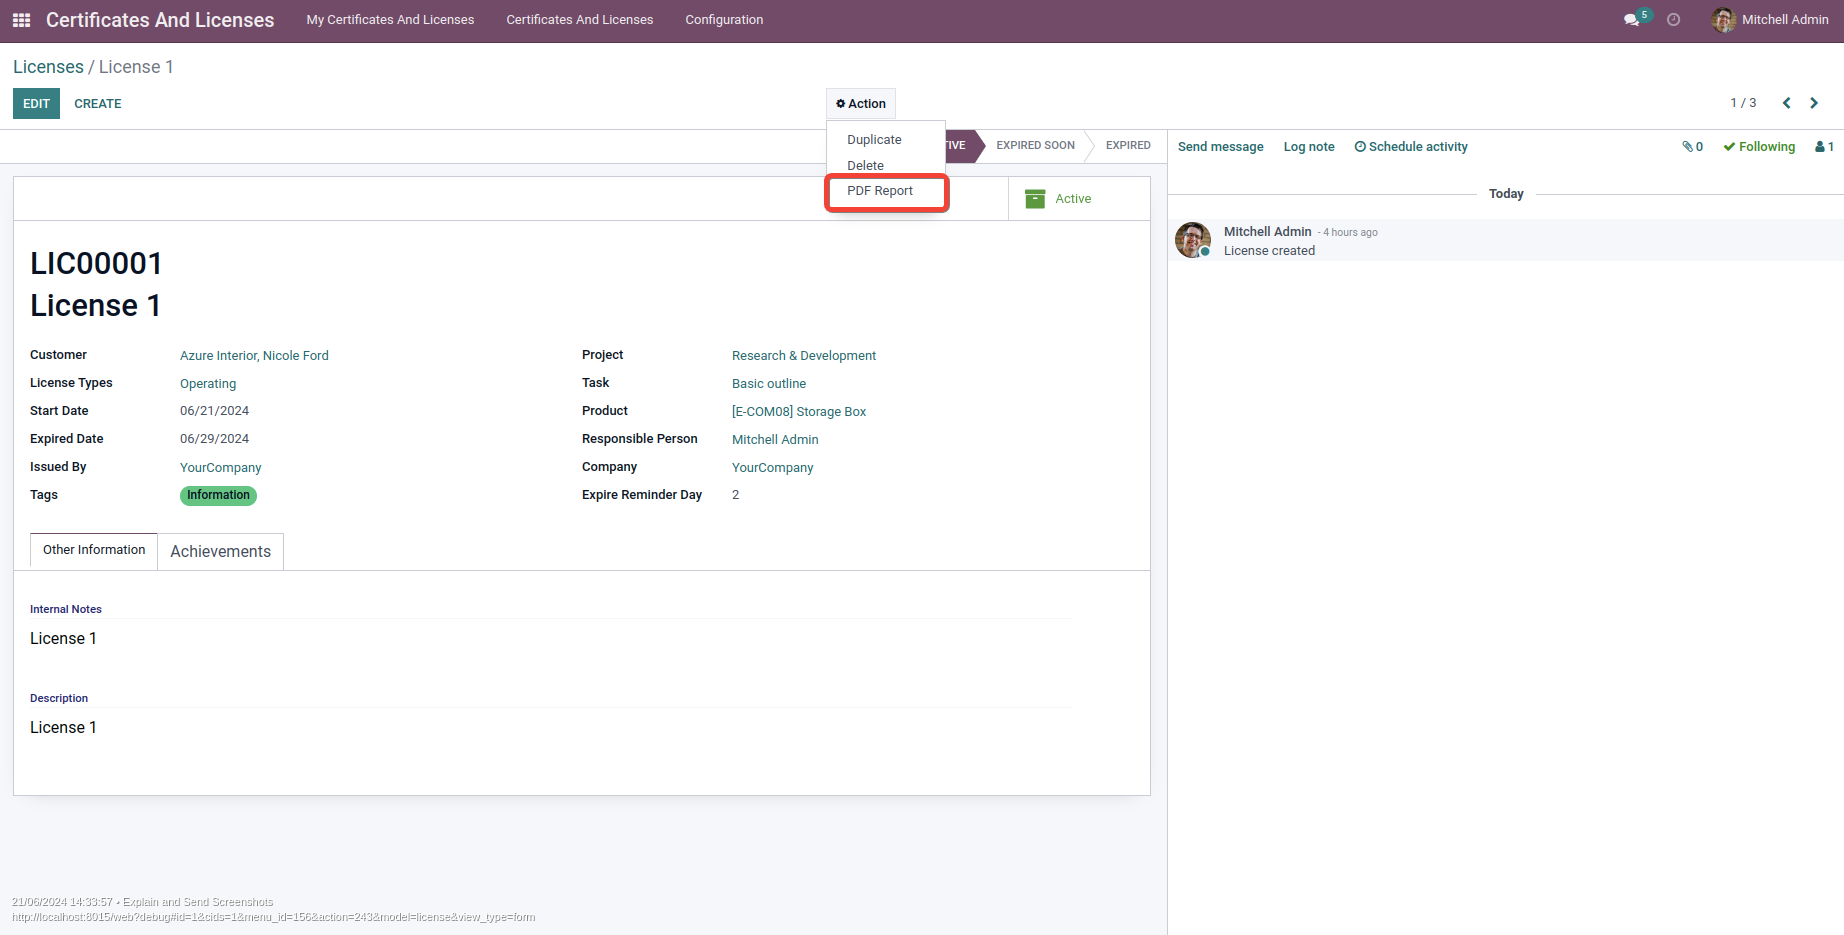 Certificates And Licenses My Certificates And Licenses Certificates And Licenses Configuration 5 Mitchell Admin
Licenses / License 1
EDIT CREATE Action 1 / 3
Duplicate
Delete
PDF Report
TIVE EXPIRED SOON EXPIRED
Active
LIC00001
License 1
Customer Azure Interior, Nicole Ford
License Types Operating
Start Date 06/21/2024
Expired Date 06/29/2024
Issued By YourCompany
Tags Information
Project Research & Development
Task Basic outline
Product [E-COM08] Storage Box
Responsible Person Mitchell Admin
Company YourCompany
Expire Reminder Day 2
Other Information Achievements
Internal Notes
License 1
Description
License 1
Send message Log note Schedule activity 0 Following 1
Today
Mitchell Admin - 4 hours ago
License created
21/06/2024 14:33:57 • Explain and Send Screenshots
http://localhost:8015/web?debug#id=1&cids=1&menu_id=156&action=243&model=license&view_type=form